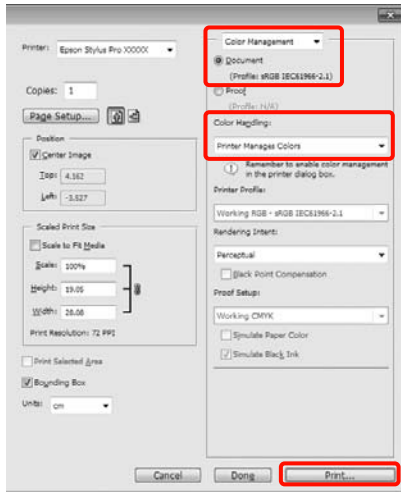 Printer: Epson Stylus Pro XXXXX
Copies: 1
Page Setup...
Position
Center Image
Top: 4.162
Left: -3.527
Scaled Print Size
Scale to Fit Media
Scale: 100%
Height: 19.05
Width: 28.08
Print Resolution: 72 PPI
Print Selected Area
Bounding Box
Units: cm
Color Management
Document
(Profile: sRGB IEC61966-2.1)
Proof
(Profile: N/A)
Color Handling:
Printer Manages Colors
Remember to enable color management
in the printer dialog box.
Printer Profile:
Working RGB - sRGB IEC61966-2.1
Rendering Intent:
Perceptual
Black Point Compensation
Proof Setup:
Working CMYK
Simulate Paper Color
Simulate Black Ink
Cancel
Done
Print...